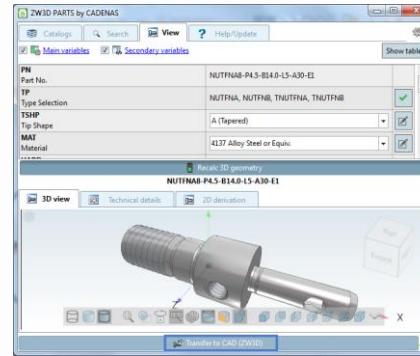 ZW3D PARTS by CADENAS
Catalogs Search View ? Help/Update
Main variables Secondary variables Show table
PN
Part No. NUTFNA8-P4.5-B14.0-L5-A30-E1
TP
Type Selection NUTFNA, NUTFNB, TNUTFNA, TNUTFNB
TSHP
Tip Shape A (Tapered)
MAT
Material 4137 Alloy Steel or Equiv.
Recalc 3D geometry
NUTFNA8-P4.5-B14.0-L5-A30-E1
3D view Technical details 2D derivation
Front
Z
X
Transfer to CAD (ZW3D)